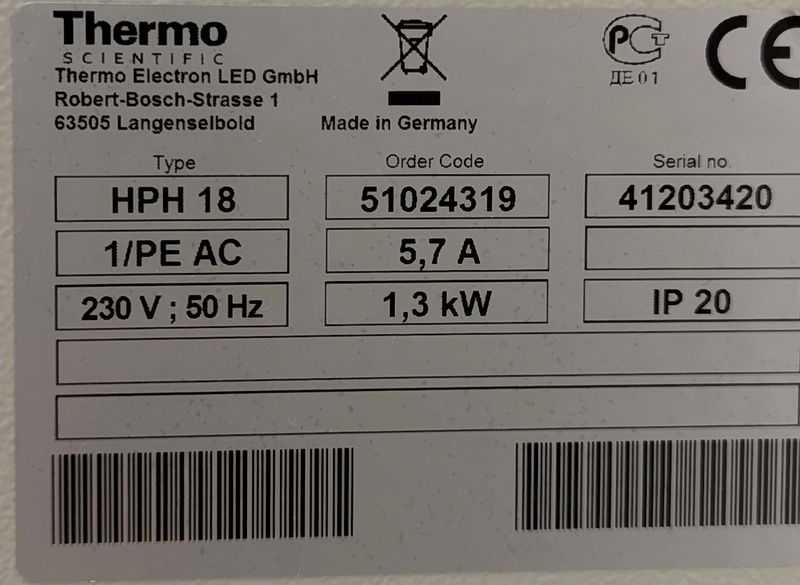 Thermo
SCIENTIFIC
Thermo Electron LED GmbH
Robert-Bosch-Strasse 1
63505 Langenselbold
Made in Germany
РСТ
ДЕ 01
CE
Type
Order Code
Serial no.
HPH 18
51024319
41203420
1/PE AC
5,7 A
230 V ; 50 Hz
1,3 kW
IP 20